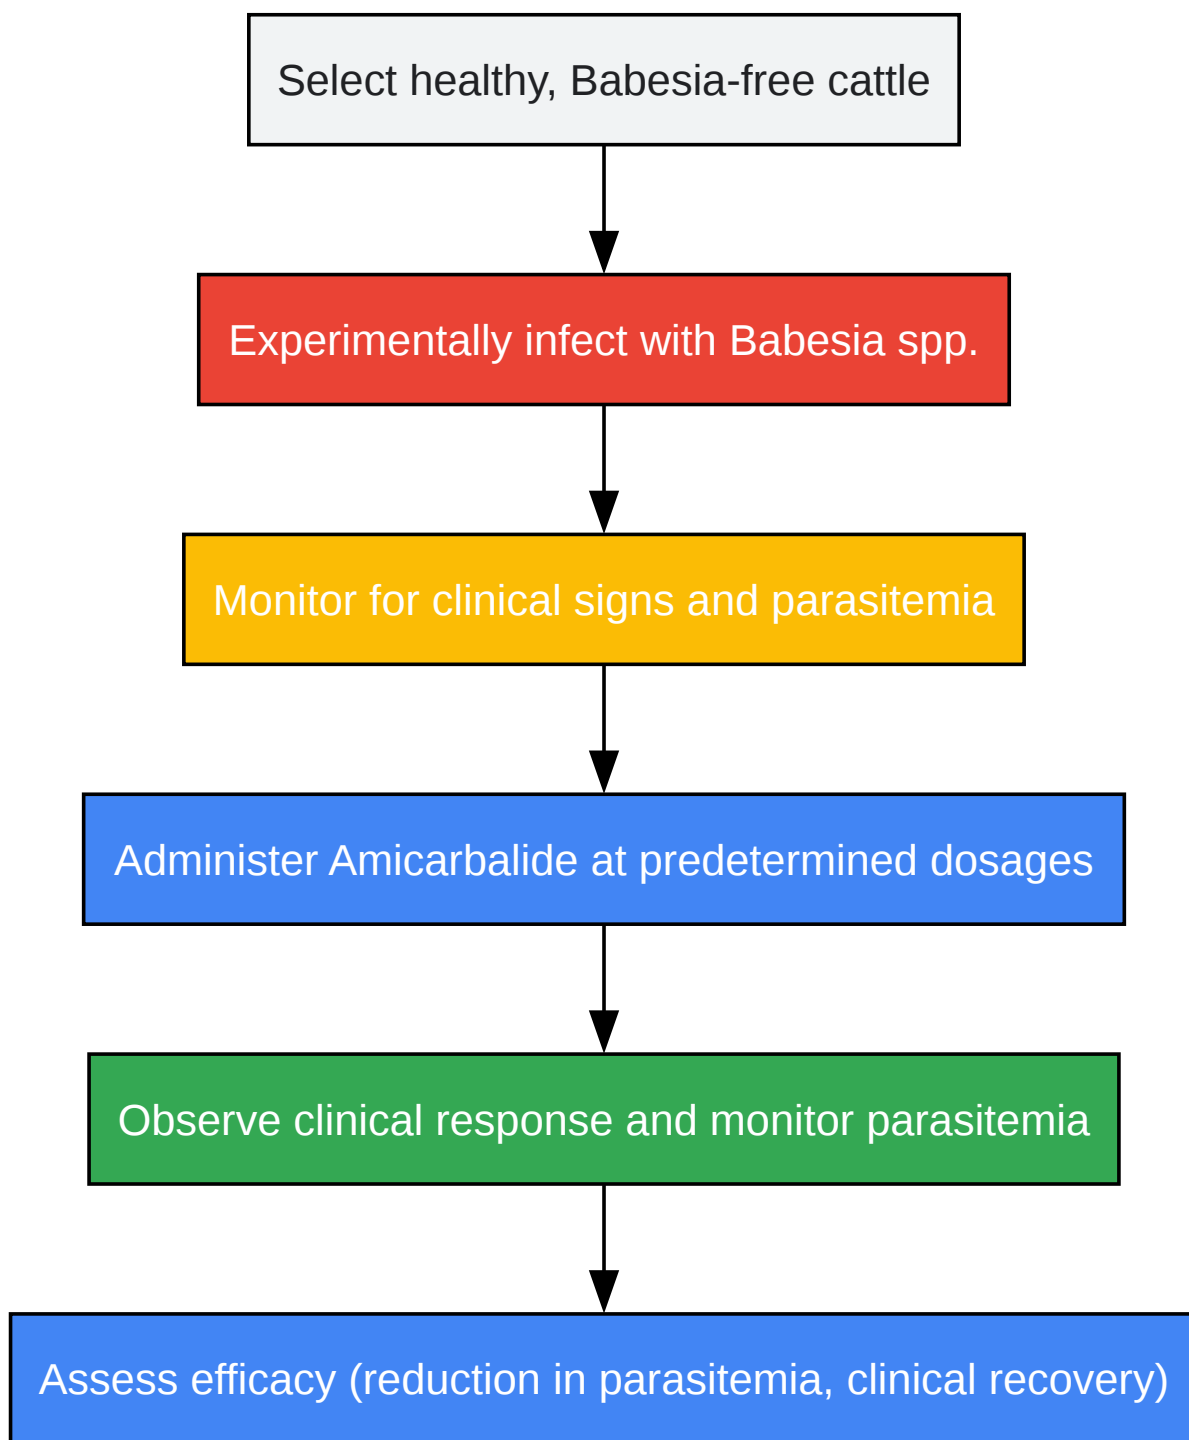 Select healthy, Babesia-free cattle
Experimentally infect with Babesia spp.
Monitor for clinical signs and parasitemia
Administer Amicarbalide at predetermined dosages
Observe clinical response and monitor parasitemia
Assess efficacy (reduction in parasitemia, clinical recovery)